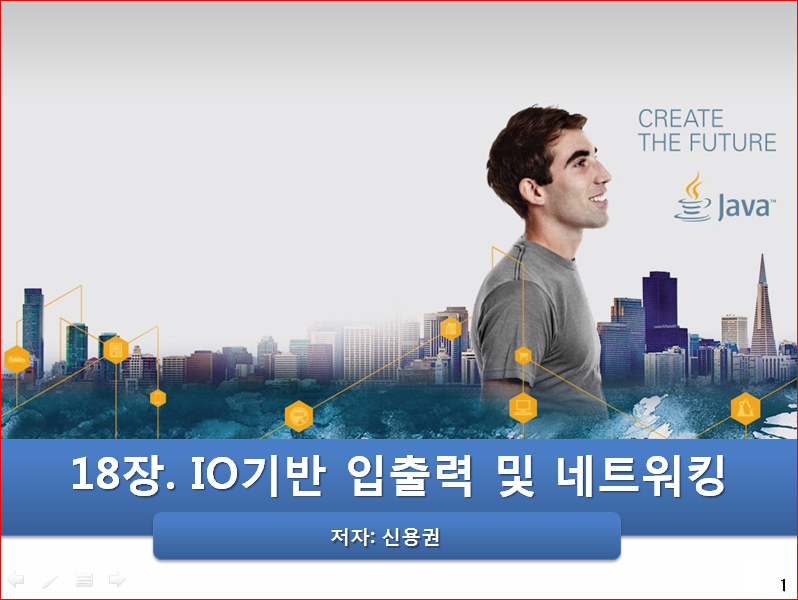 CREATE
THE FUTURE
Java™
18장. IO기반 입출력 및 네트워킹
저자: 신용권
1